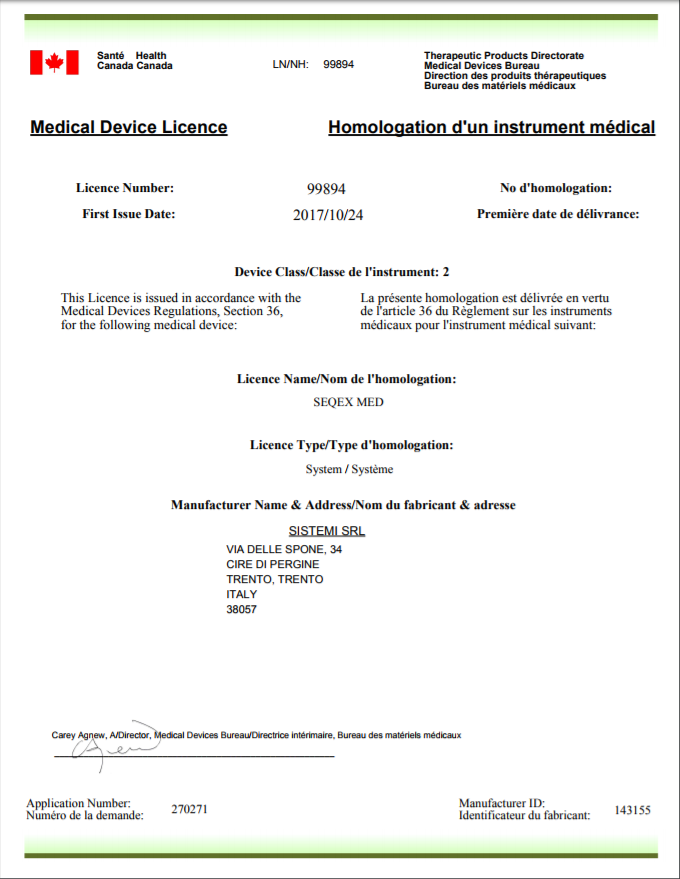 Santé Health
Canada Canada
LN/NH: 99894
Therapeutic Products Directorate
Medical Devices Bureau
Direction des produits thérapeutiques
Bureau des matériels médicaux
Medical Device Licence
Homologation d'un instrument médical
Licence Number: 99894 No d'homologation:
First Issue Date: 2017/10/24 Première date de délivrance:
Device Class/Classe de l'instrument: 2
This Licence is issued in accordance with the
Medical Devices Regulations, Section 36,
for the following medical device:
La présente homologation est délivrée en vertu
de l'article 36 du Règlement sur les instruments
médicaux pour l'instrument médical suivant:
Licence Name/Nom de l'homologation:
SEQEX MED
Licence Type/Type d'homologation:
System / Système
Manufacturer Name & Address/Nom du fabricant & adresse
SISTEMI SRL
VIA DELLE SPONE, 34
CIRE DI PERGINE
TRENTO, TRENTO
ITALY
38057
Carey Agnew, A/Director, Medical Devices Bureau/Directrice intérimaire, Bureau des matériels médicaux
Application Number:
Numéro de la demande: 270271
Manufacturer ID:
Identificateur du fabricant: 143155